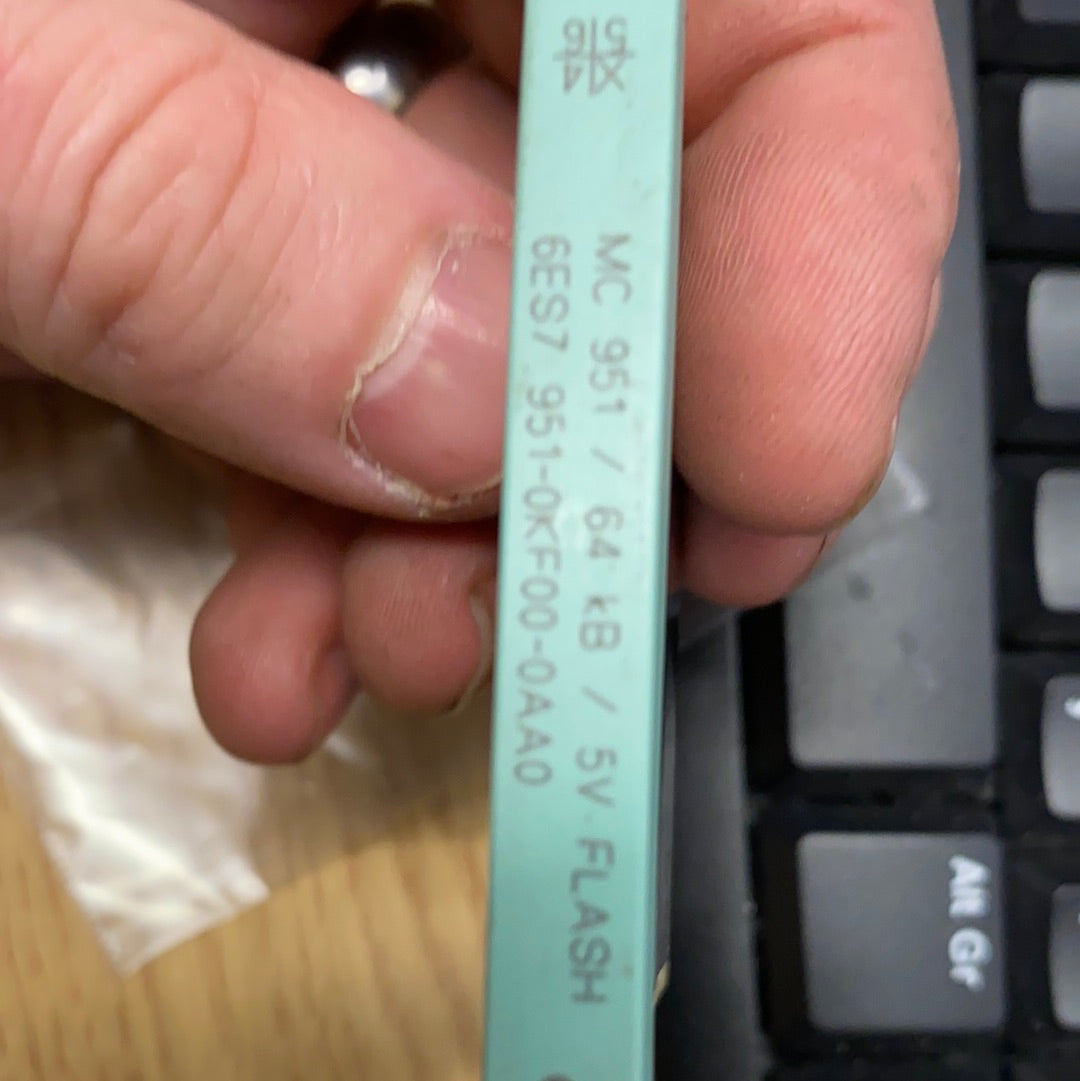 MC 951 / 64 kB / 5V FLASH
6ES7 951-0KF00-0AA0
Alt Gr